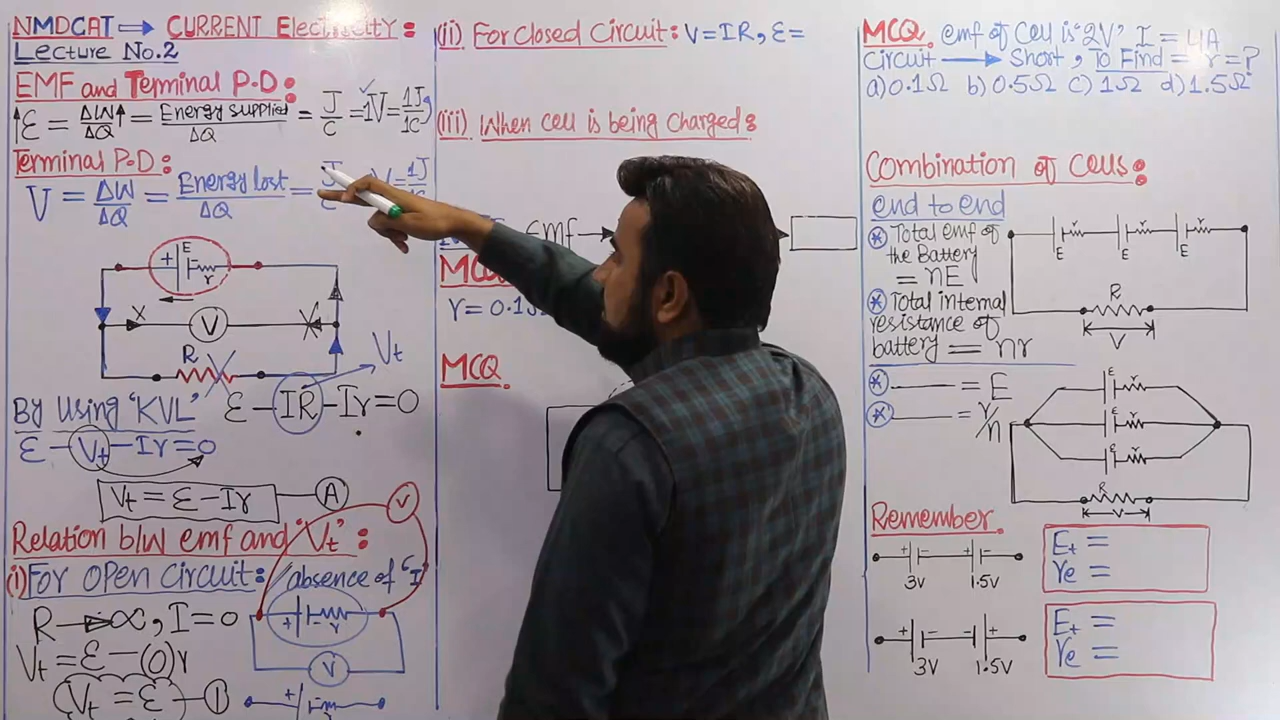 NMDCAT ⟹ CURRENT Electricity:
Lecture No.2
EMF and Terminal P.D:
↑ε = ΔW↑/ΔQ = Energy supplied/ΔQ = J/C = 1V = 1J/1C
Terminal P.D:
V = ΔW/ΔQ = Energy lost/ΔQ = J/C V = 1J
+ E
r
X V
R
Vt
By Using 'KVL' ε - IR - Ir = 0
ε - Vt - Ir = 0
Vt = ε - Ir A
V
Relation b/w emf and 'Vt':
(i) For Open Circuit: absence of "I"
R → ∞, I = 0
+ - r
Vt = ε - (0)r
V
Vt = ε - 1
+ r
(ii) For Closed Circuit: V = IR, ε =
(iii) When Cell is being Charged:
emf →
MCQ
r = 0.1Ω
MCQ.
MCQ. emf of Cell is "2V" I = 4A
Circuit → Short, To Find = r = ?
a) 0.1Ω b) 0.5Ω c) 1Ω d) 1.5Ω
Combination of Cells:
end to end
* Total emf of
the Battery
= nE
r r r
E E E
* Total internal
resistance of
battery = nr
R
V
* = E
* = r/n
E r
E r
E r
R
V
Remember.
+ - + -
3V 1.5V
Et =
re =
+ - - +
3V 1.5V
Et =
re =